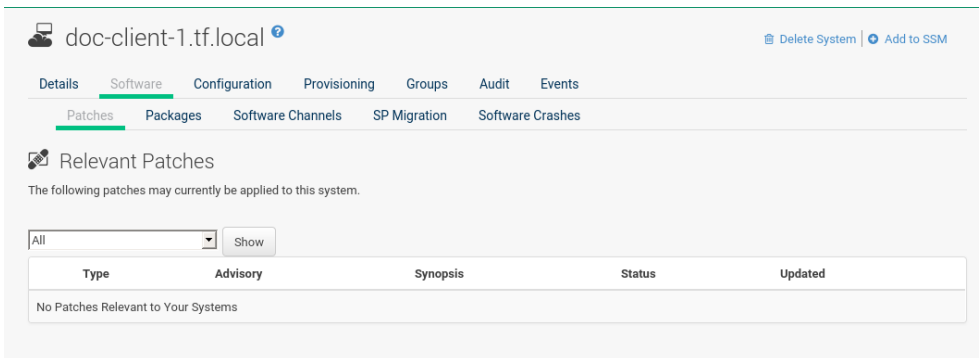 doc-client-1.tf.local ?
Delete System | Add to SSM
Details Software Configuration Provisioning Groups Audit Events
Patches Packages Software Channels SP Migration Software Crashes
Relevant Patches
The following patches may currently be applied to this system.
All Show
Type Advisory Synopsis Status Updated
No Patches Relevant to Your Systems